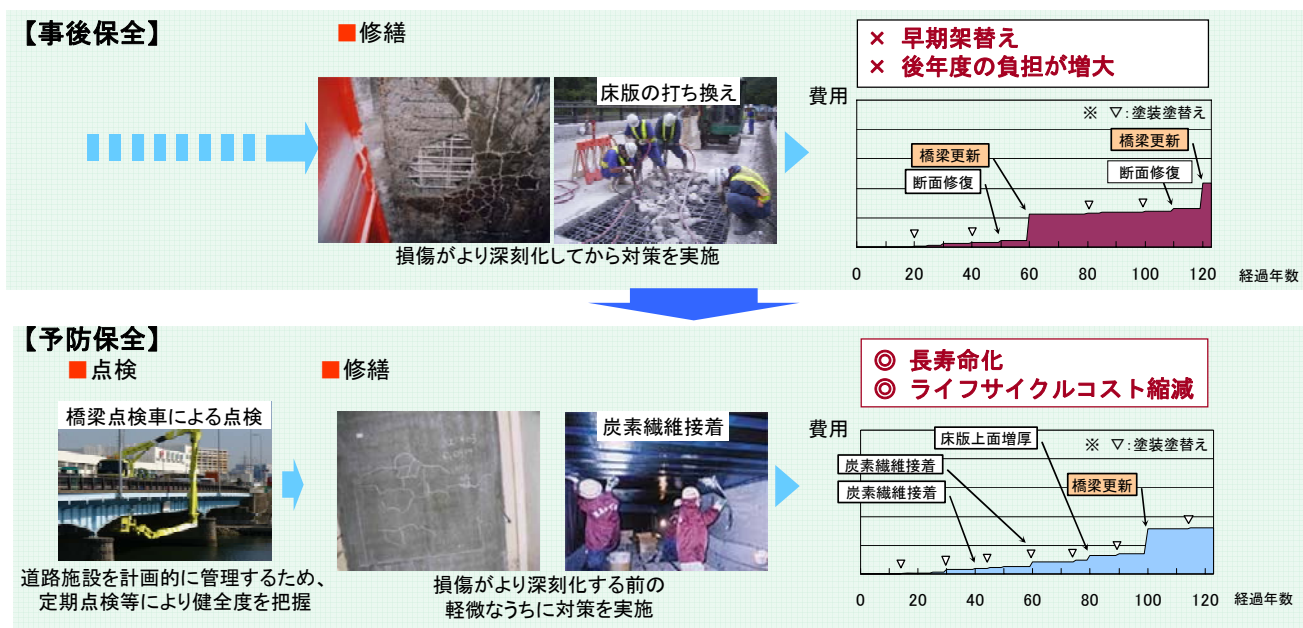 【事後保全】
■修繕
床版の打ち換え
損傷がより深刻化してから対策を実施
× 早期架替え
× 後年度の負担が増大
費用
※ ▽:塗装塗替え
橋梁更新
断面修復
橋梁更新
断面修復
▽ ▽ ▽ ▽
0 20 40 60 80 100 120 経過年数
【予防保全】
■点検
橋梁点検車による点検
道路施設を計画的に管理するため、
定期点検等により健全度を把握
■修繕
炭素繊維接着
損傷がより深刻化する前の
軽微なうちに対策を実施
◎ 長寿命化
◎ ライフサイクルコスト縮減
費用
※ ▽:塗装塗替え
床版上面増厚
炭素繊維接着
炭素繊維接着
橋梁更新
▽ ▽ ▽ ▽ ▽ ▽ ▽
0 20 40 60 80 100 120 経過年数